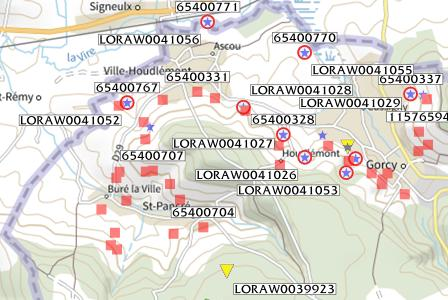 Signeulx
65400771
LORAW0041056
65400770
la Vire
Ascou
Ville-Houdlémont
65400331
LORAW0041055
65400337
t-Rémy
65400767
LORAW0041028
LORAW0041029
LORAW0041052
65400328
11576594
D29
65400707
LORAW0041027
Houdlémont
Gorcy
LORAW0041026
Buré la Ville
LORAW0041053
St-Pancré
65400704
LORAW0039923